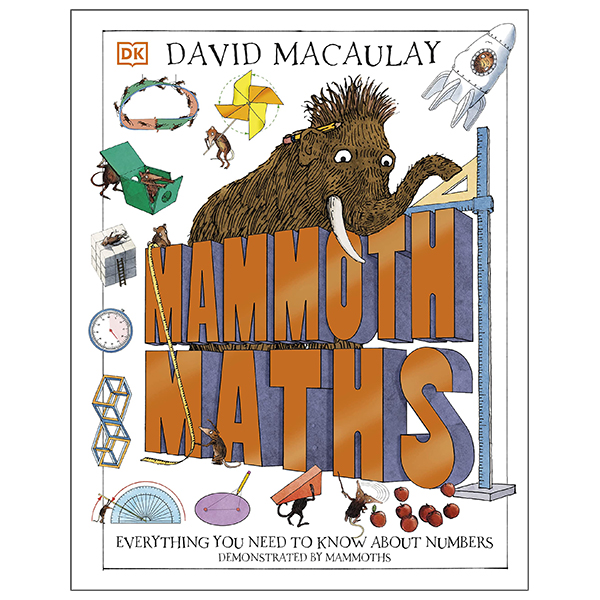 DK
DAVID MACAULAY
MAMMOTH
MATHS
EVERYTHING YOU NEED TO KNOW ABOUT NUMBERS
DEMONSTRATED BY MAMMOTHS